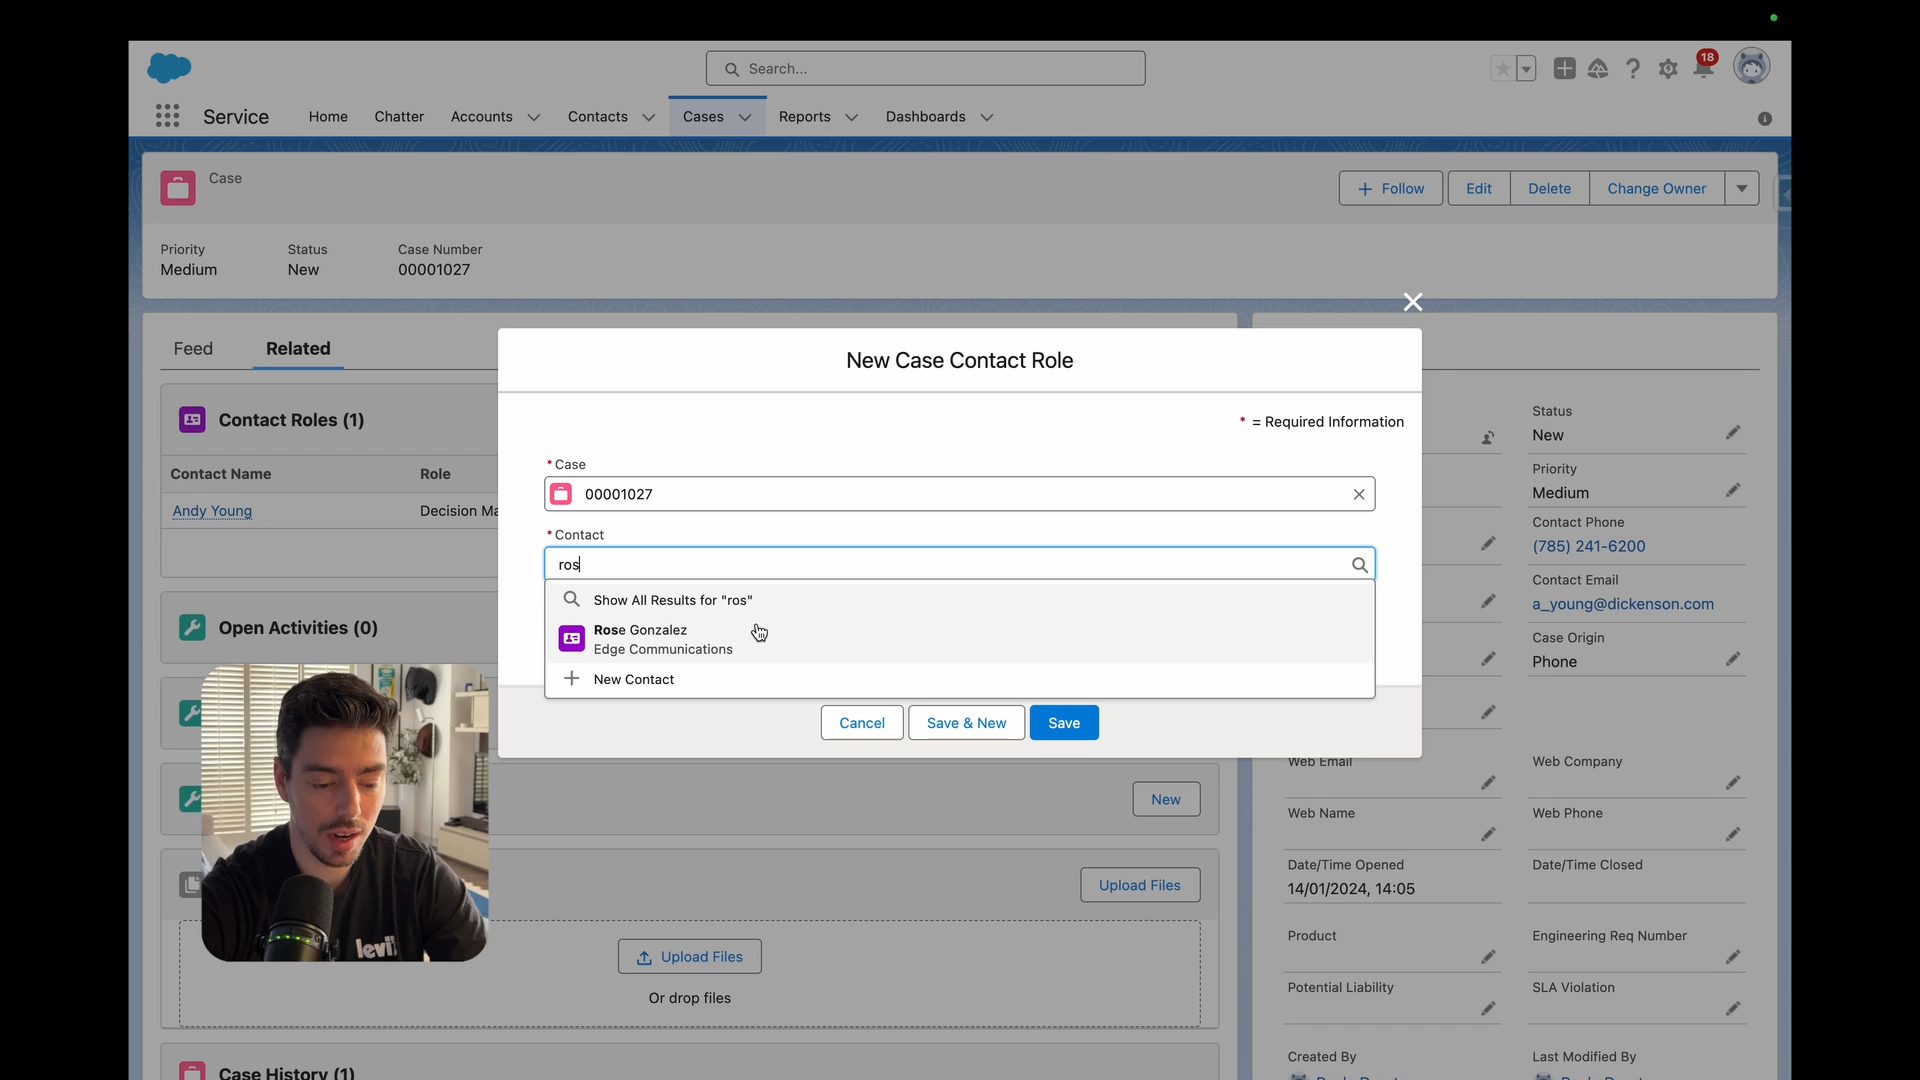 Search...
18
Service
Home
Chatter
Accounts
Contacts
Cases
Reports
Dashboards
Case
Follow
Edit
Delete
Change Owner
Priority
Status
Case Number
Medium
New
00001027
Feed
Related
New Case Contact Role
* = Required Information
Contact Roles (1)
Contact Name
Role
Andy Young
Decision Ma
* Case
00001027
* Contact
ros
Show All Results for "ros"
Rose Gonzalez
Edge Communications
New Contact
Cancel
Save & New
Save
Open Activities (0)
New
Upload Files
Upload Files
Or drop files
Case History (1)
levi'
Status
New
Priority
Medium
Contact Phone
(785) 241-6200
Contact Email
a_young@dickenson.com
Case Origin
Phone
Web Email
Web Company
Web Name
Web Phone
Date/Time Opened
Date/Time Closed
14/01/2024, 14:05
Product
Engineering Req Number
Potential Liability
SLA Violation
Created By
Last Modified By